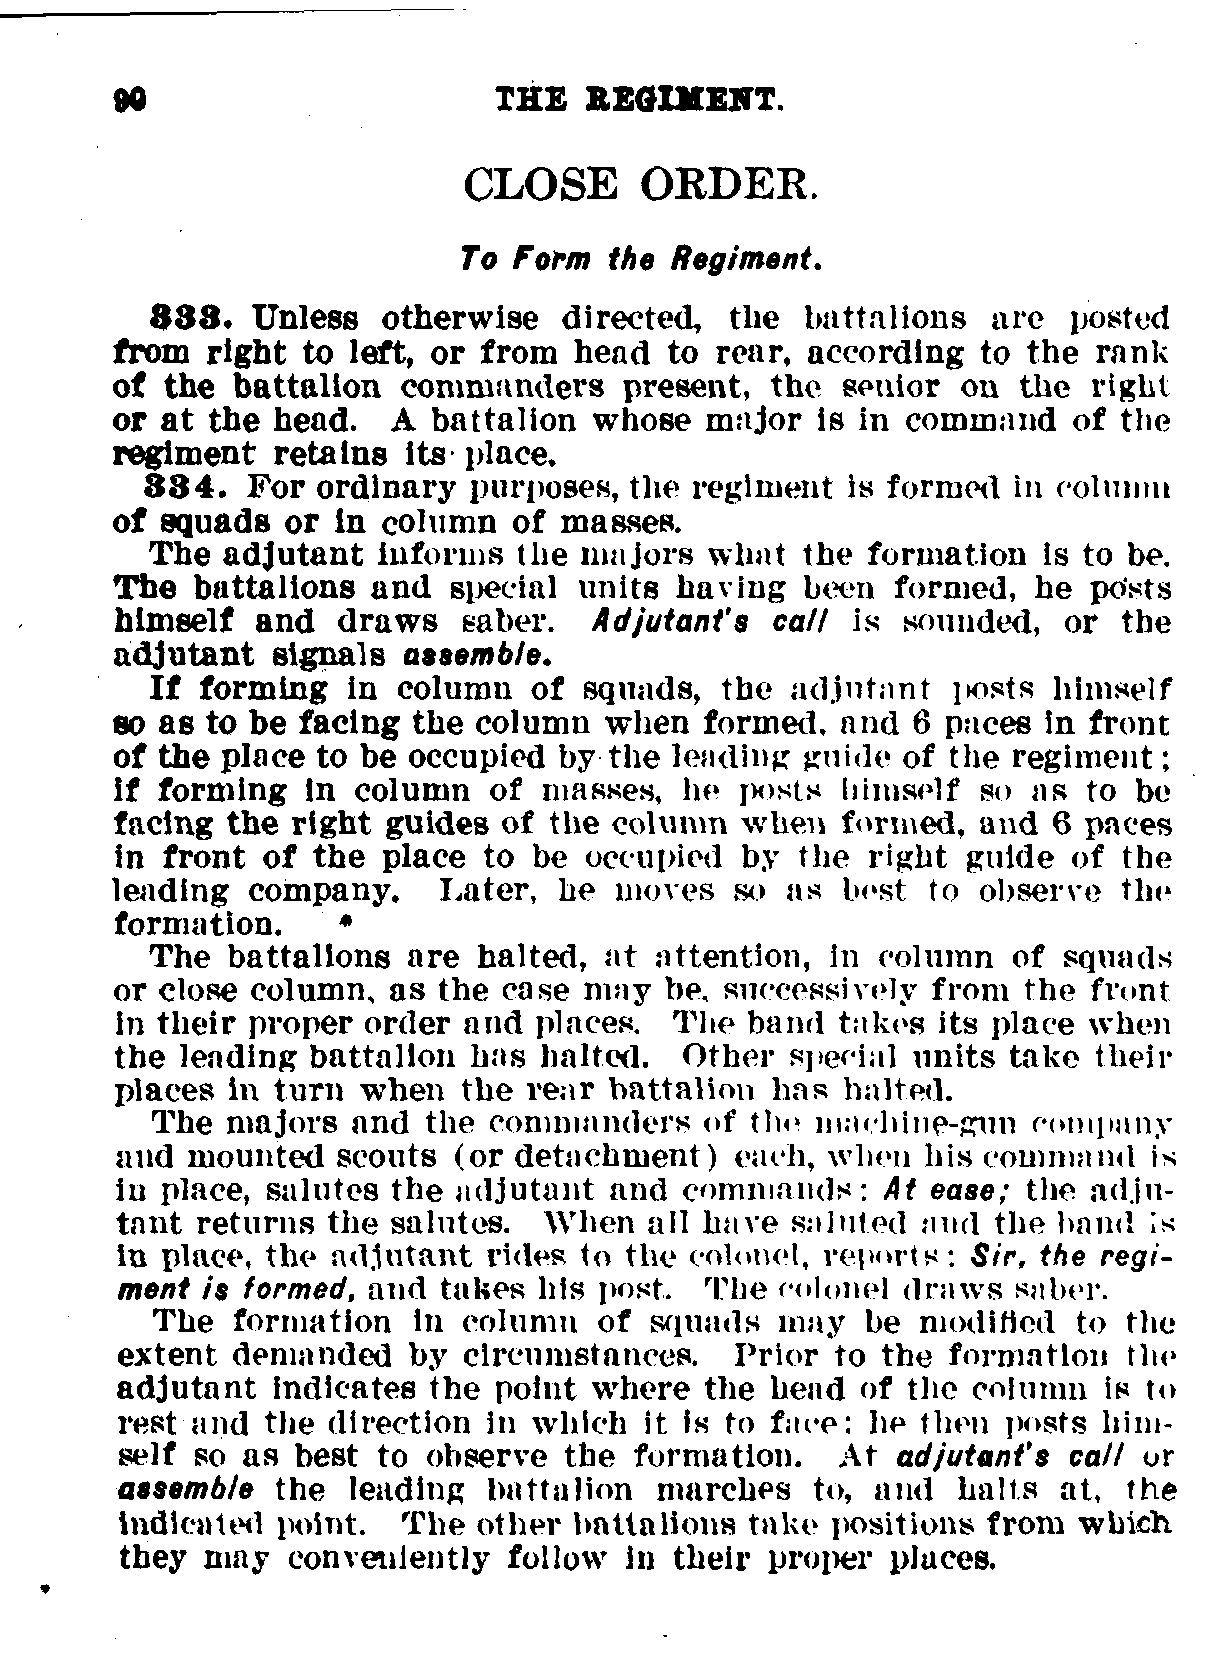 90 THE REGIMENT.
CLOSE ORDER.
To Form the Regiment.
333. Unless otherwise directed, the battalions are posted
from right to left, or from head to rear, according to the rank
of the battalion commanders present, the senior on the right
or at the head. A battalion whose major is in command of the
regiment retains its place.
334. For ordinary purposes, the regiment is formed in column
of squads or in column of masses.
The adjutant informs the majors what the formation is to be.
The battalions and special units having been formed, he posts
himself and draws saber. Adjutant's call is sounded, or the
adjutant signals assemble.
If forming in column of squads, the adjutant posts himself
so as to be facing the column when formed, and 6 paces in front
of the place to be occupied by the leading guide of the regiment;
if forming in column of masses, he posts himself so as to be
facing the right guides of the column when formed, and 6 paces
in front of the place to be occupied by the right guide of the
leading company. Later, he moves so as best to observe the
formation.
The battalions are halted, at attention, in column of squads
or close column, as the case may be, successively from the front
in their proper order and places. The band takes its place when
the leading battalion has halted. Other special units take their
places in turn when the rear battalion has halted.
The majors and the commanders of the machine-gun company
and mounted scouts (or detachment) each, when his command is
in place, salutes the adjutant and commands: At ease; the adju-
tant returns the salutes. When all have saluted and the band is
in place, the adjutant rides to the colonel, reports: Sir, the regi-
ment is formed, and takes his post. The colonel draws saber.
The formation in column of squads may be modified to the
extent demanded by circumstances. Prior to the formation the
adjutant indicates the point where the head of the column is to
rest and the direction in which it is to face; he then posts him-
self so as best to observe the formation. At adjutant's call or
assemble the leading battalion marches to, and halts at, the
indicated point. The other battalions take positions from which
they may conveniently follow in their proper places.